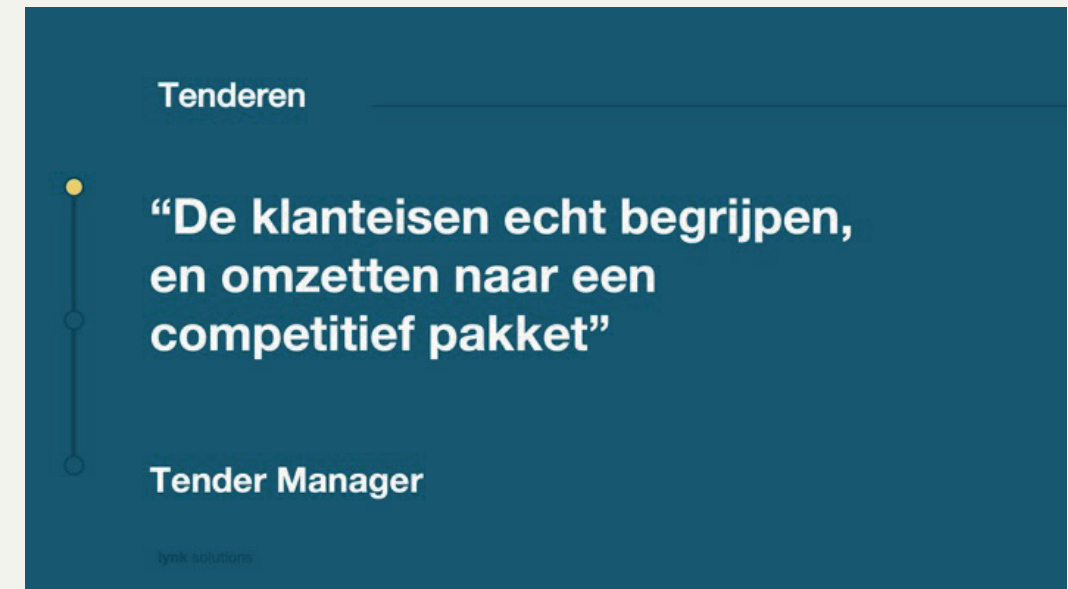 Tenderen
“De klanteisen echt begrijpen,
en omzetten naar een
competitief pakket”
Tender Manager
lynk solutions